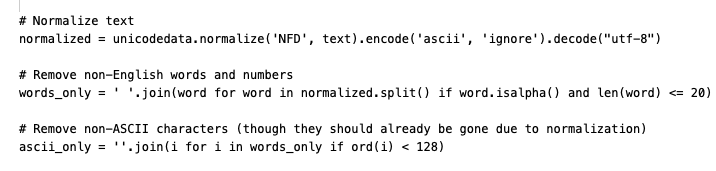 # Normalize text
normalized = unicodedata.normalize('NFD', text).encode('ascii', 'ignore').decode("utf-8")
# Remove non-English words and numbers
words_only = ' '.join(word for word in normalized.split() if word.isalpha() and len(word) <= 20)
# Remove non-ASCII characters (though they should already be gone due to normalization)
ascii_only = ''.join(i for i in words_only if ord(i) < 128)